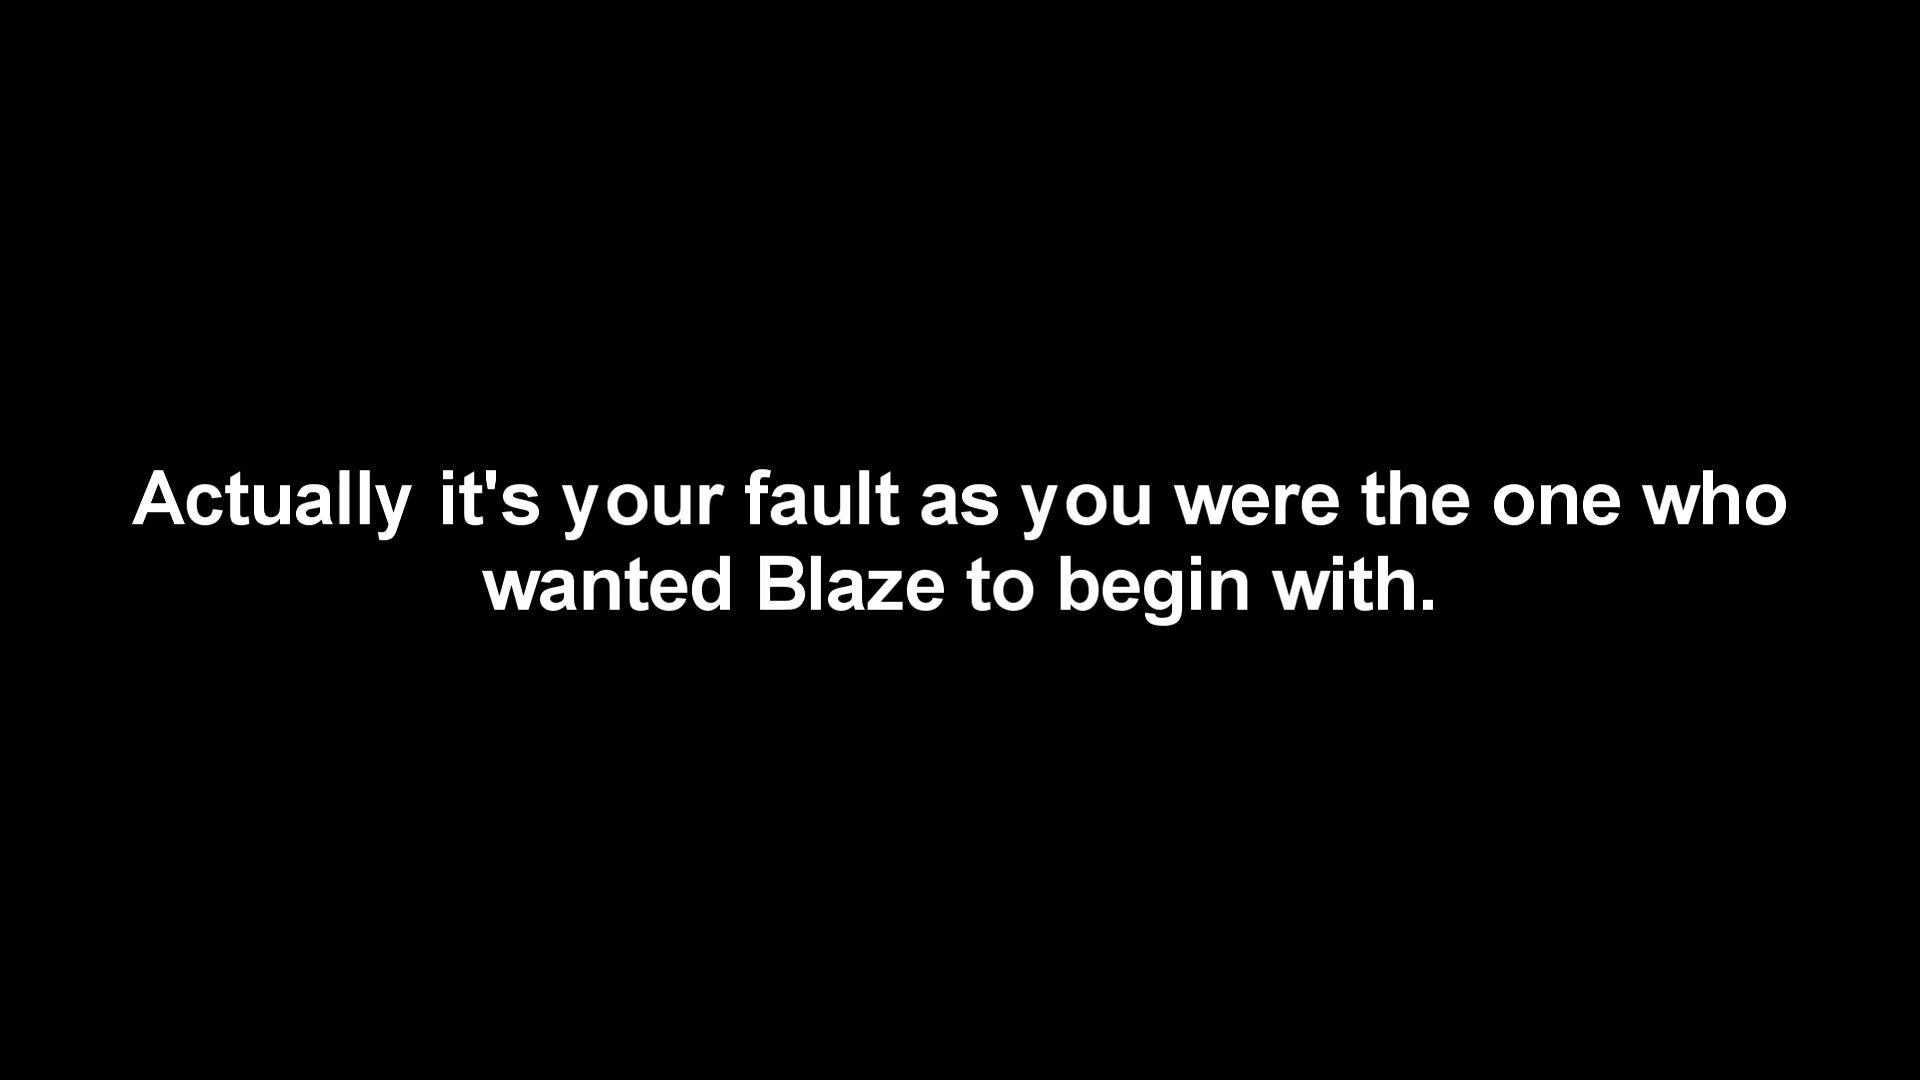 Actually it's your fault as you were the one who
wanted Blaze to begin with.